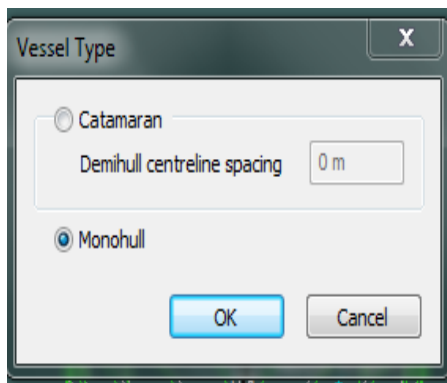 Vessel Type
X
Catamaran
Demihull centreline spacing 0 m
Monohull
OK Cancel